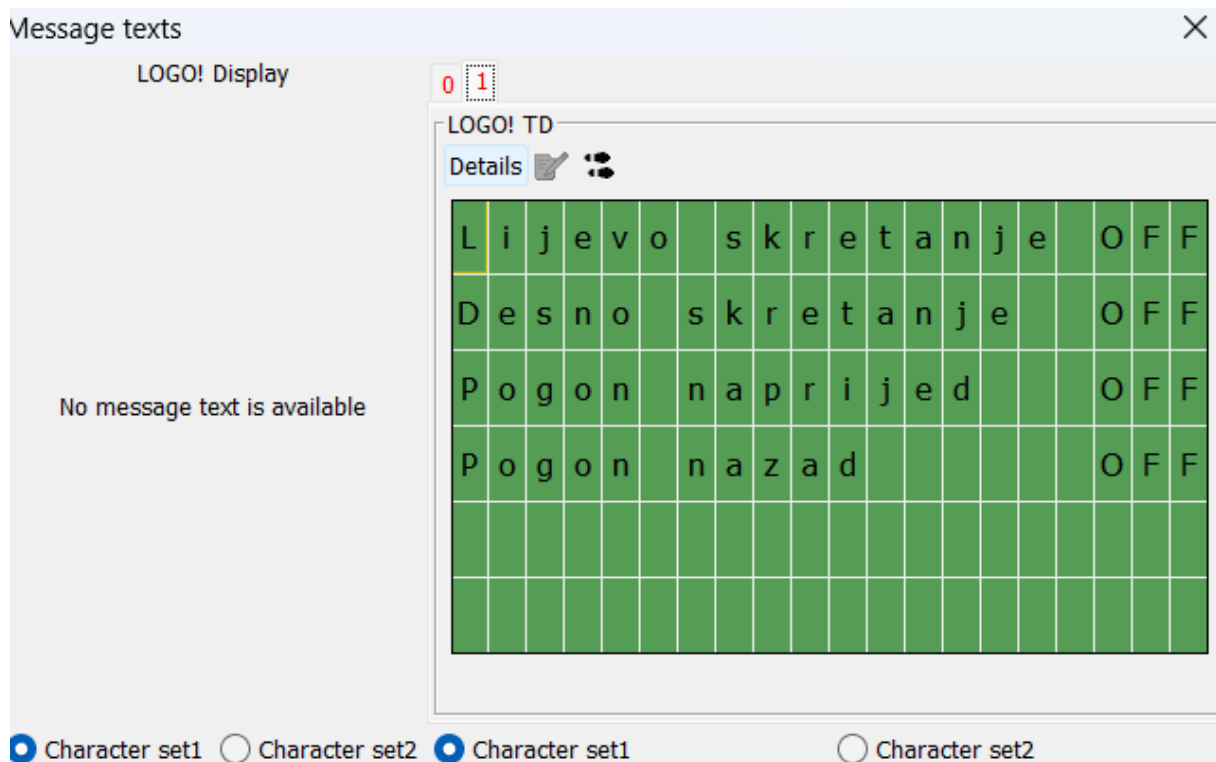 Message texts
LOGO! Display
0 1
LOGO! TD
Details
Lijevo skretanje OFF
Desno skretanje OFF
Pogon naprijed OFF
Pogon nazad OFF
No message text is available
Character set1 Character set2 Character set1 Character set2